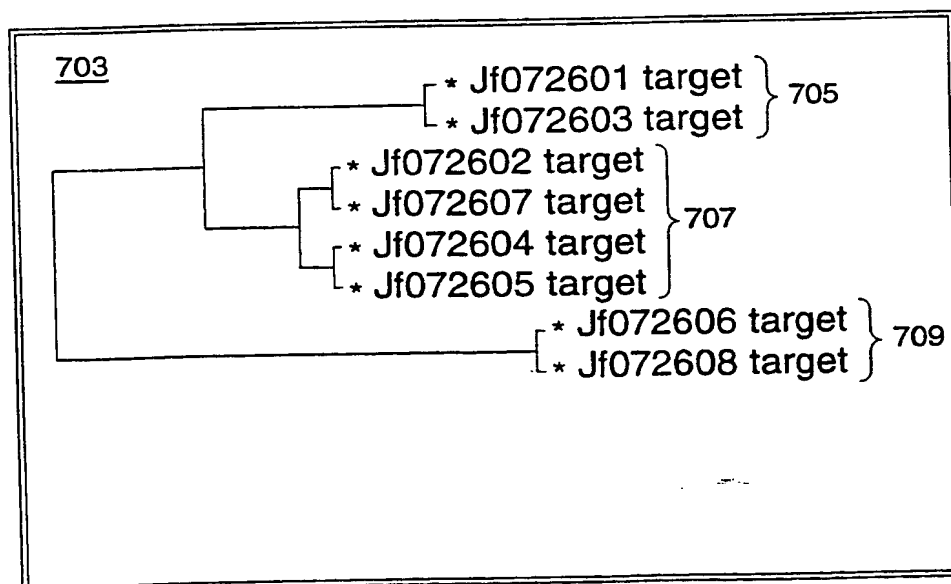 703
* Jf072601 target
* Jf072603 target
705
* Jf072602 target
* Jf072607 target
* Jf072604 target
* Jf072605 target
707
* Jf072606 target
* Jf072608 target
709